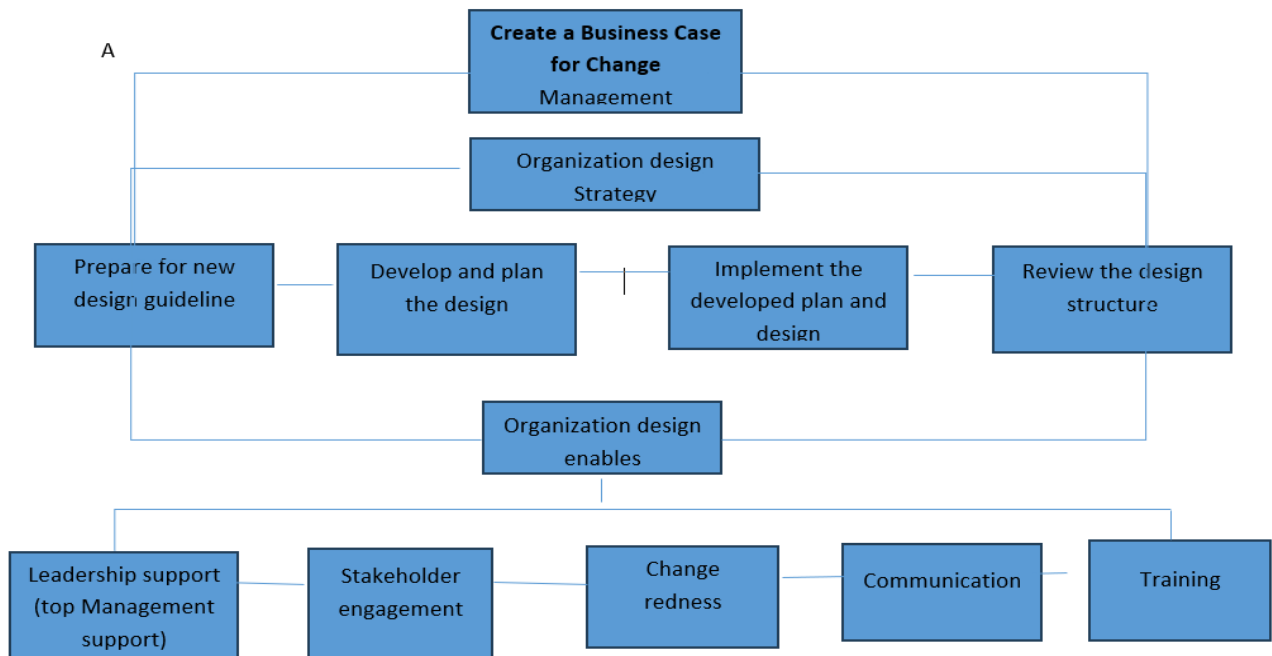 A
Create a Business Case
for Change
Management
Organization design
Strategy
Prepare for new
design guideline
Develop and plan
the design
Implement the
developed plan and
design
Review the design
structure
Organization design
enables
Leadership support
(top Management
support)
Stakeholder
engagement
Change
redness
Communication
Training